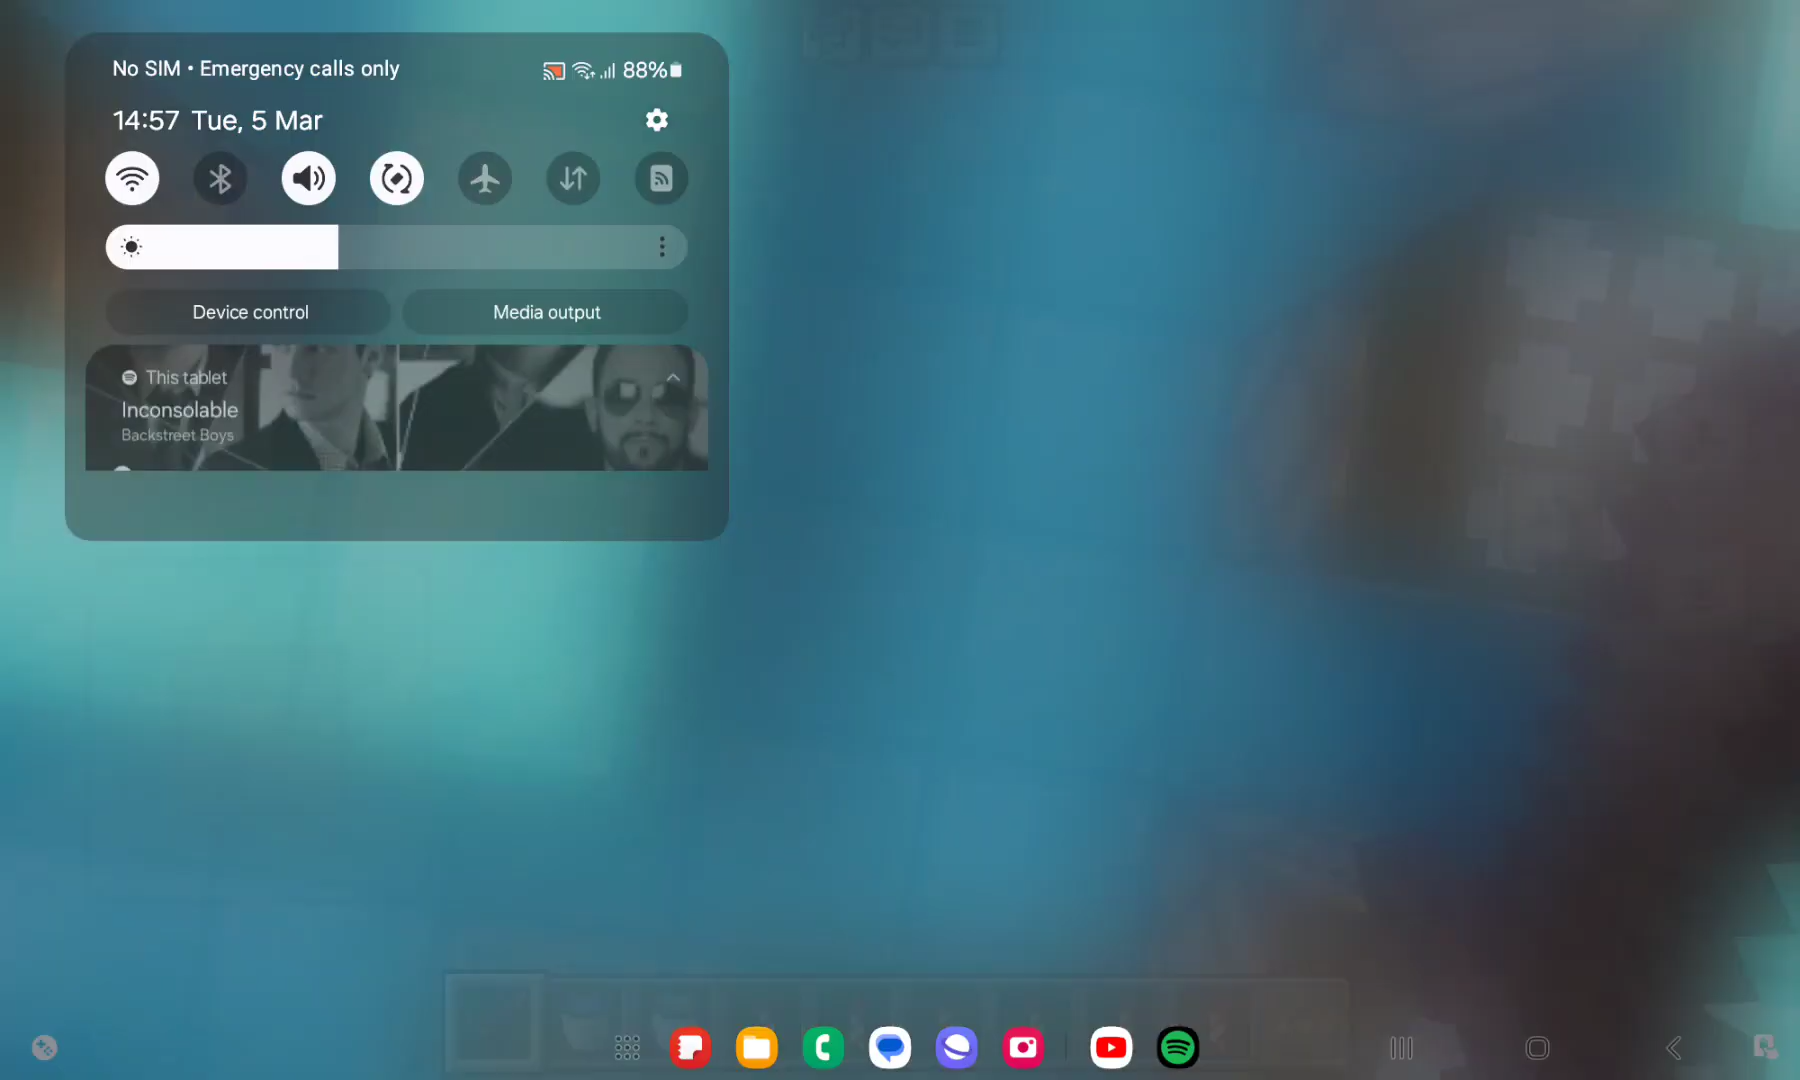 No SIM • Emergency calls only
88%
14:57 Tue, 5 Mar
Device control
Media output
This tablet
Inconsolable
Backstreet Boys